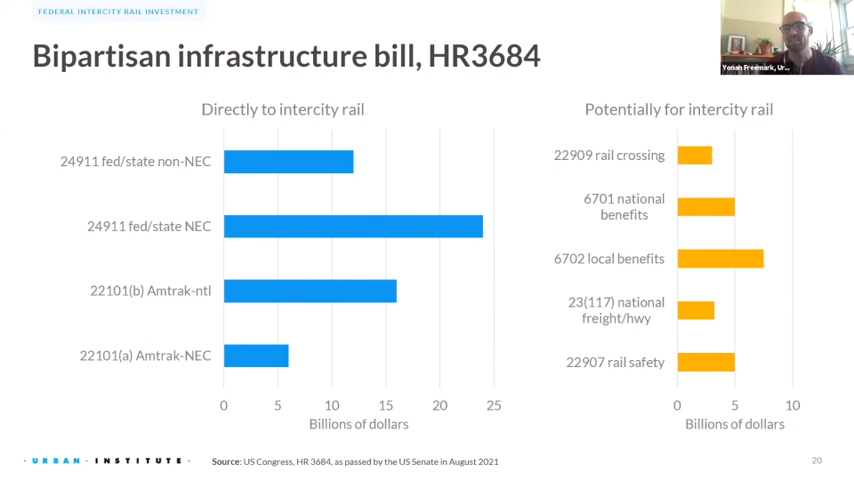 FEDERAL INTERCITY RAIL INVESTMENT
Bipartisan infrastructure bill, HR3684
Yonah Freemark, Ur...
Directly to intercity rail
24911 fed/state non-NEC
24911 fed/state NEC
22101(b) Amtrak-ntl
22101(a) Amtrak-NEC
0 5 10 15 20 25
Billions of dollars
Potentially for intercity rail
22909 rail crossing
6701 national
benefits
6702 local benefits
23(117) national
freight/hwy
22907 rail safety
0 5 10
Billions of dollars
· URBAN · INSTITUTE ·
Source: US Congress, HR 3684, as passed by the US Senate in August 2021
20